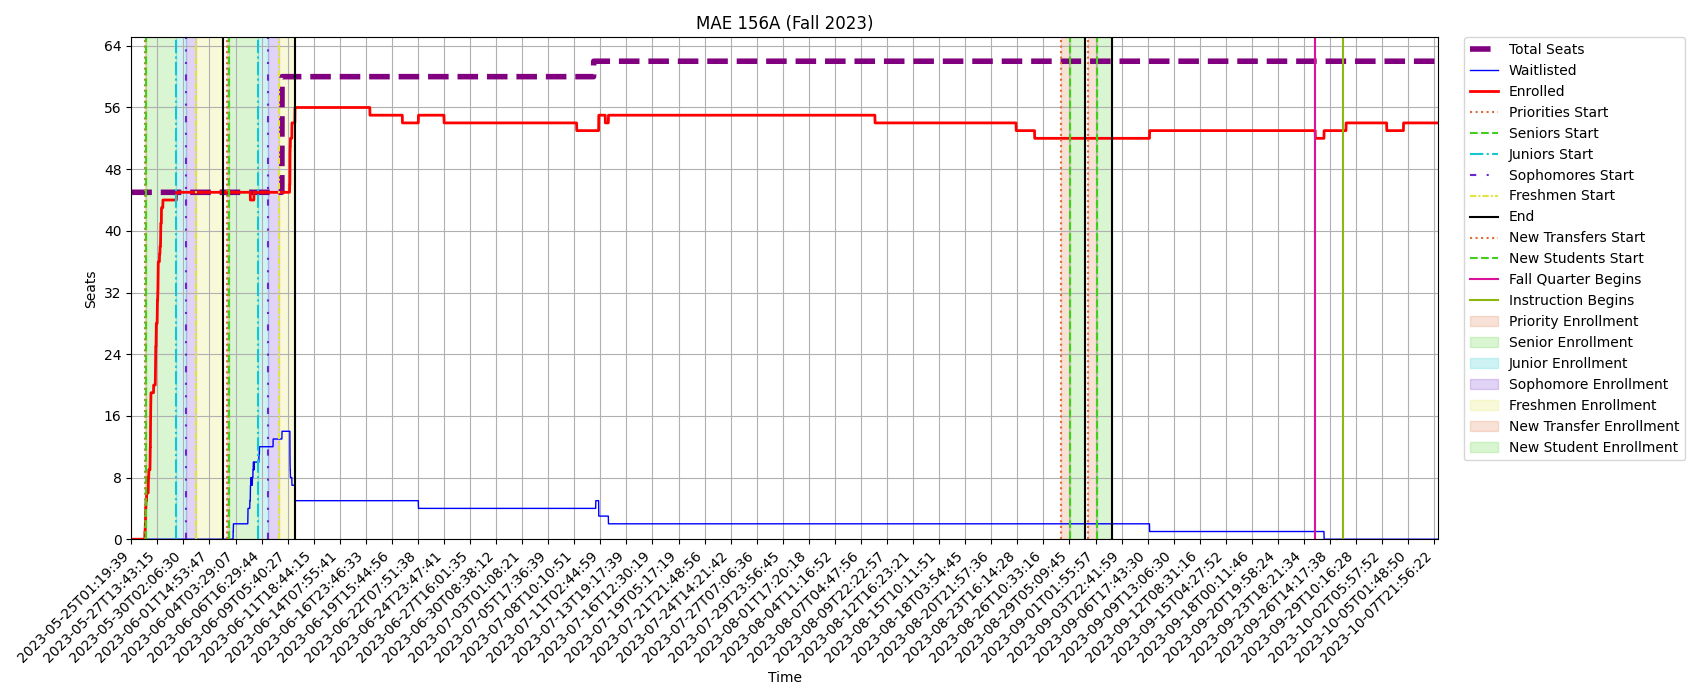 MAE 156A (Fall 2023)
Seats
64
56
48
40
32
24
16
8
0
2023-05-25T01:19:39
2023-05-27T13:43:15
2023-05-30T02:06:30
2023-06-01T14:53:47
2023-06-04T03:29:07
2023-06-06T16:29:44
2023-06-09T05:40:27
2023-06-11T18:44:15
2023-06-14T07:55:41
2023-06-16T23:46:33
2023-06-19T15:44:56
2023-06-22T07:51:38
2023-06-24T23:47:41
2023-06-27T16:01:35
2023-06-30T08:38:12
2023-07-03T01:08:21
2023-07-05T17:36:39
2023-07-08T10:10:51
2023-07-11T02:44:59
2023-07-13T19:17:39
2023-07-16T12:30:19
2023-07-19T05:17:19
2023-07-21T21:48:56
2023-07-24T14:21:42
2023-07-27T07:06:36
2023-07-29T23:56:45
2023-08-01T17:20:18
2023-08-04T11:16:52
2023-08-07T04:47:56
2023-08-09T22:22:57
2023-08-12T16:23:21
2023-08-15T10:11:51
2023-08-18T03:54:45
2023-08-20T21:57:36
2023-08-23T16:14:28
2023-08-26T10:33:16
2023-08-29T05:09:45
2023-09-01T01:55:57
2023-09-03T22:41:59
2023-09-06T17:43:30
2023-09-09T13:06:30
2023-09-12T08:31:16
2023-09-15T04:27:52
2023-09-18T00:11:46
2023-09-20T19:58:24
2023-09-23T18:21:34
2023-09-26T14:17:38
2023-09-29T10:16:28
2023-10-02T05:57:52
2023-10-05T01:48:50
2023-10-07T21:56:22
Time
Total Seats
Waitlisted
Enrolled
Priorities Start
Seniors Start
Juniors Start
Sophomores Start
Freshmen Start
End
New Transfers Start
New Students Start
Fall Quarter Begins
Instruction Begins
Priority Enrollment
Senior Enrollment
Junior Enrollment
Sophomore Enrollment
Freshmen Enrollment
New Transfer Enrollment
New Student Enrollment